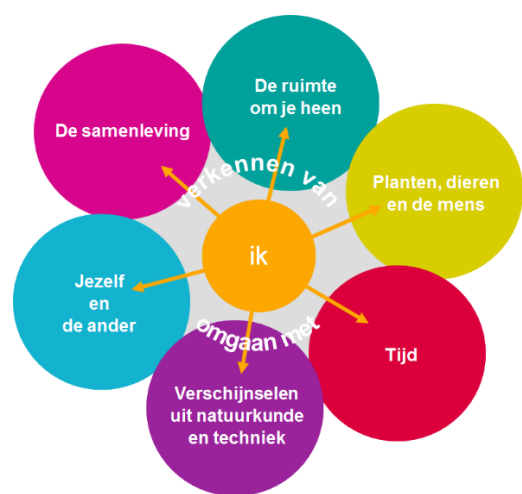 De ruimte
om je heen
De samenleving
verkennen van
Planten, dieren
en de mens
ik
Jezelf
en
de ander
omgaan met
Tijd
Verschijnselen
uit natuurkunde
en techniek